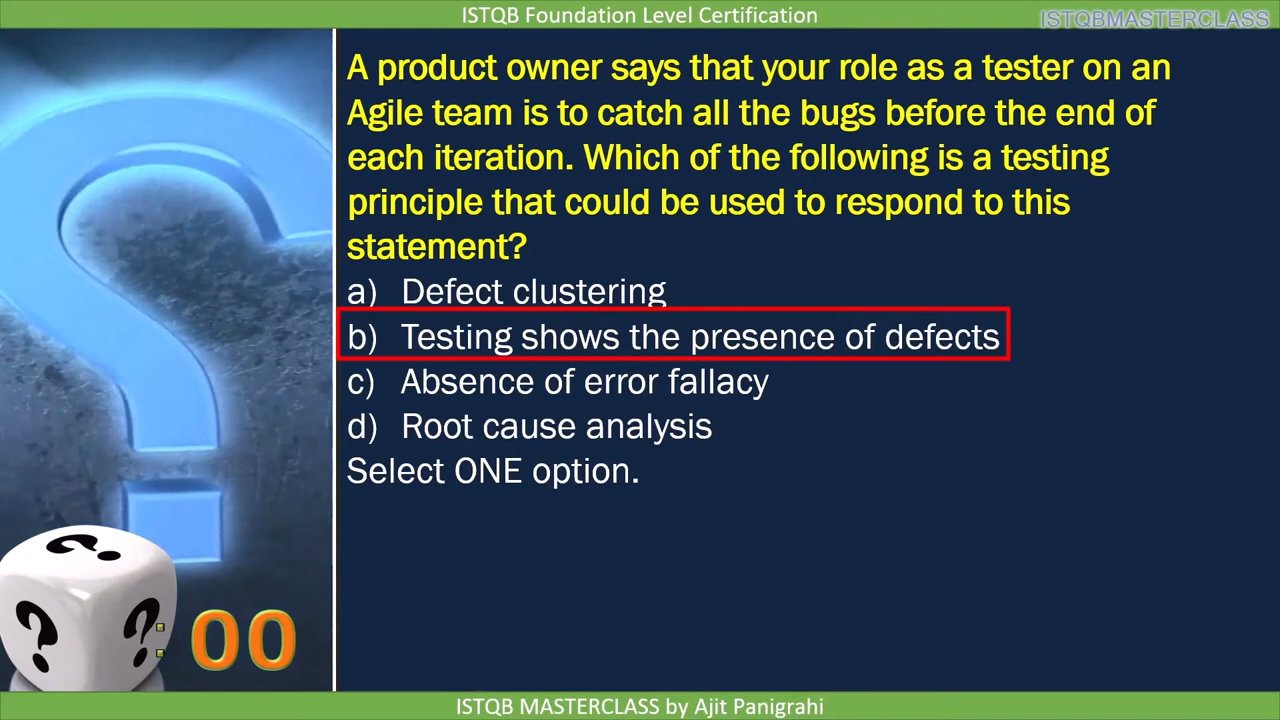 ISTQB Foundation Level Certification
ISTQBMASTERCLASS
A product owner says that your role as a tester on an
Agile team is to catch all the bugs before the end of
each iteration. Which of the following is a testing
principle that could be used to respond to this
statement?
a) Defect clustering
b) Testing shows the presence of defects
c) Absence of error fallacy
d) Root cause analysis
Select ONE option.
? ? ?
00
ISTQB MASTERCLASS by Ajit Panigrahi